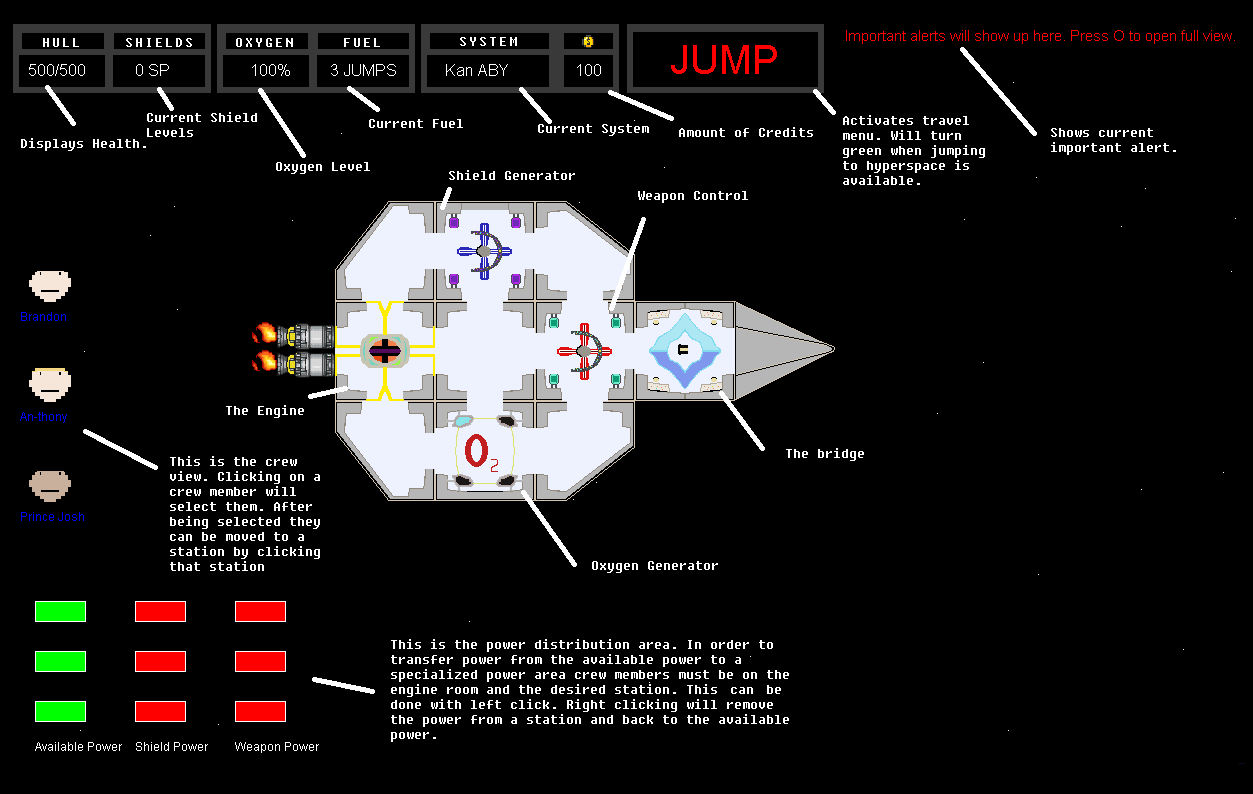 HULL
SHIELDS
OXYGEN
FUEL
SYSTEM
500/500
0 SP
100%
3 JUMPS
Kan ABY
100
JUMP
Important alerts will show up here. Press O to open full view.
Displays Health.
Current Shield
Levels
Oxygen Level
Current Fuel
Current System
Amount of Credits
Activates travel
menu. Will turn
green when jumping
to hyperspace is
available.
Shows current
important alert.
Shield Generator
Weapon Control
Brandon
Anthony
Prince Josh
The Engine
The bridge
O2
Oxygen Generator
This is the crew
view. Clicking on a
crew member will
select them. After
being selected they
can be moved to a
station by clicking
that station
This is the power distribution area. In order to
transfer power from the available power to a
specialized power area crew members must be on the
engine room and the desired station. This can be
done with left click. Right clicking will remove
the power from a station and back to the available
power.
Available Power
Shield Power
Weapon Power